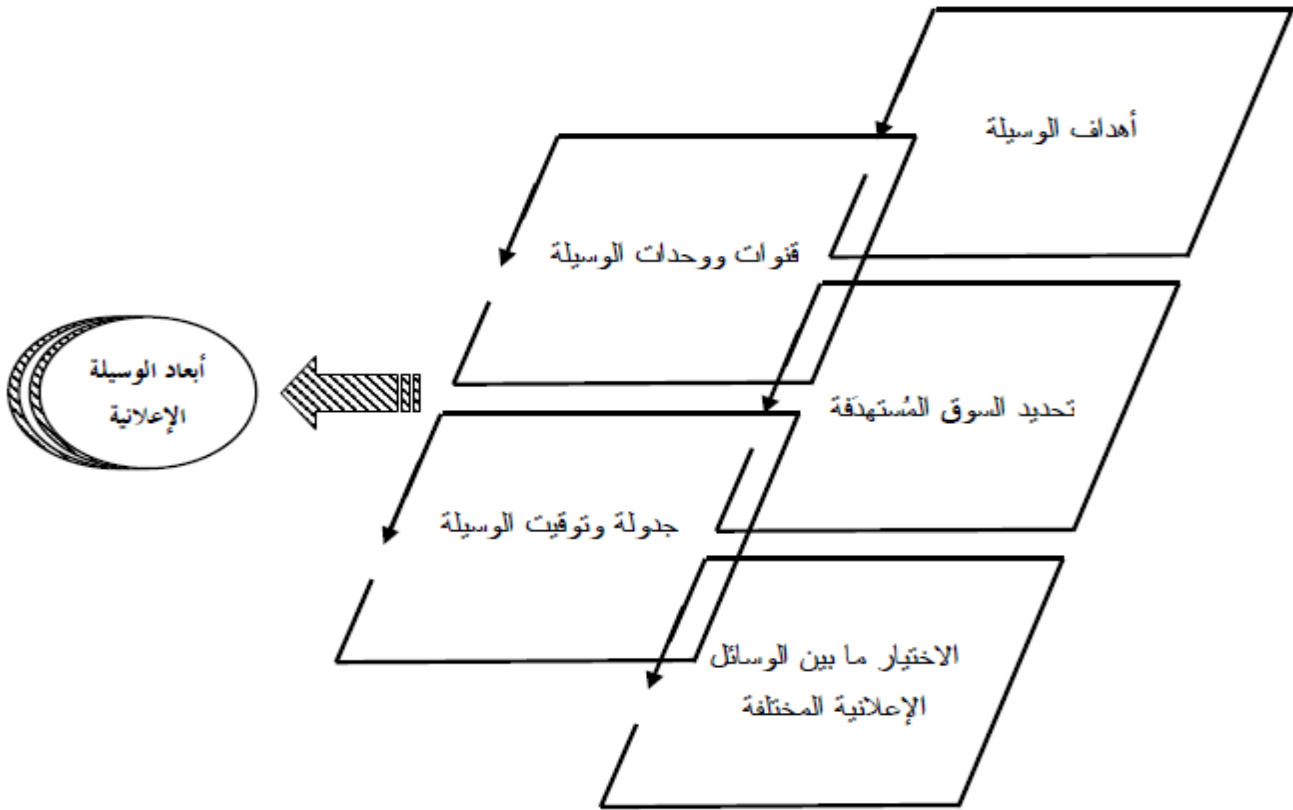 أهداف الوسيلة
قنوات ووحدات الوسيلة
تحديد السوق المُستهدَفة
جدولة وتوقيت الوسيلة
الاختيار ما بين الوسائل
الإعلانية المختلفة
أبعاد الوسيلة
الإعلانية